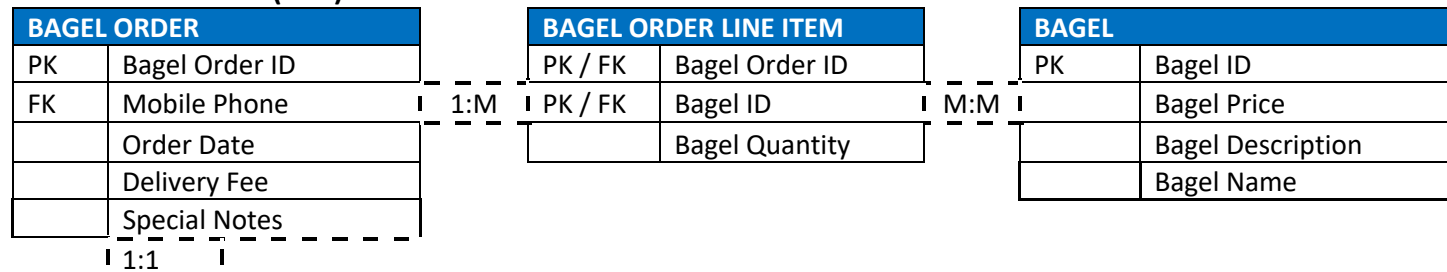 BAGEL ORDER BAGEL ORDER LINE ITEM BAGEL
PK Bagel Order ID PK / FK Bagel Order ID PK Bagel ID
FK Mobile Phone 1:M PK / FK Bagel ID M:M Bagel Price
Order Date Bagel Quantity Bagel Description
Delivery Fee Bagel Name
Special Notes
1:1